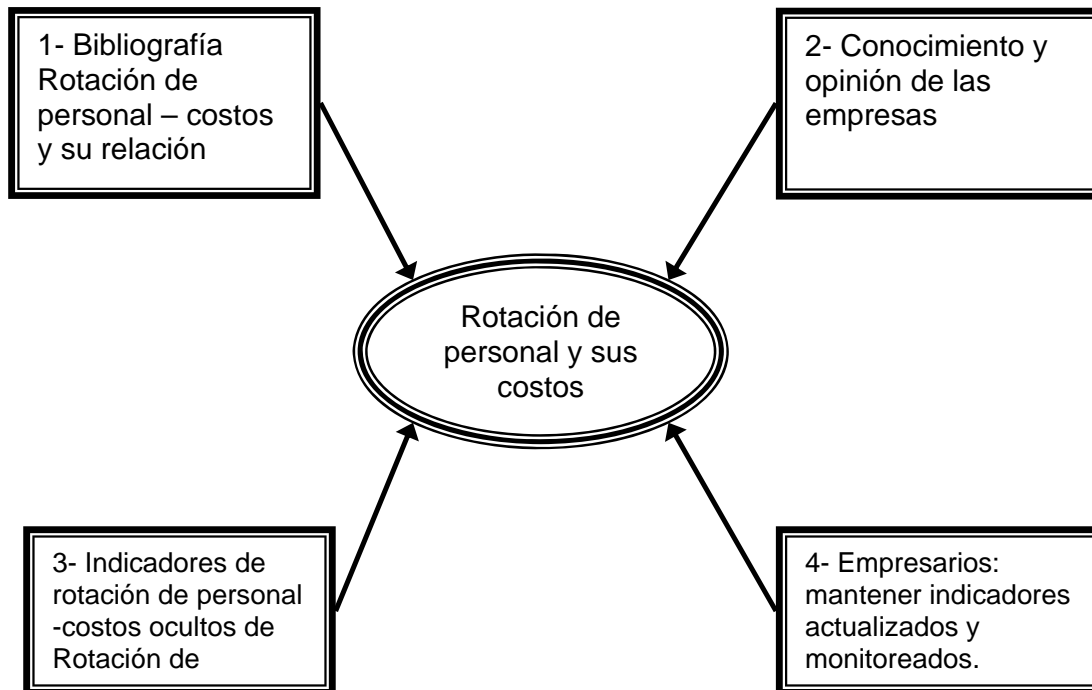 1- Bibliografía
Rotación de
personal – costos
y su relación
2- Conocimiento y
opinión de las
empresas
Rotación de
personal y sus
costos
3- Indicadores de
rotación de personal
-costos ocultos de
Rotación de
4- Empresarios:
mantener indicadores
actualizados y
monitoreados.